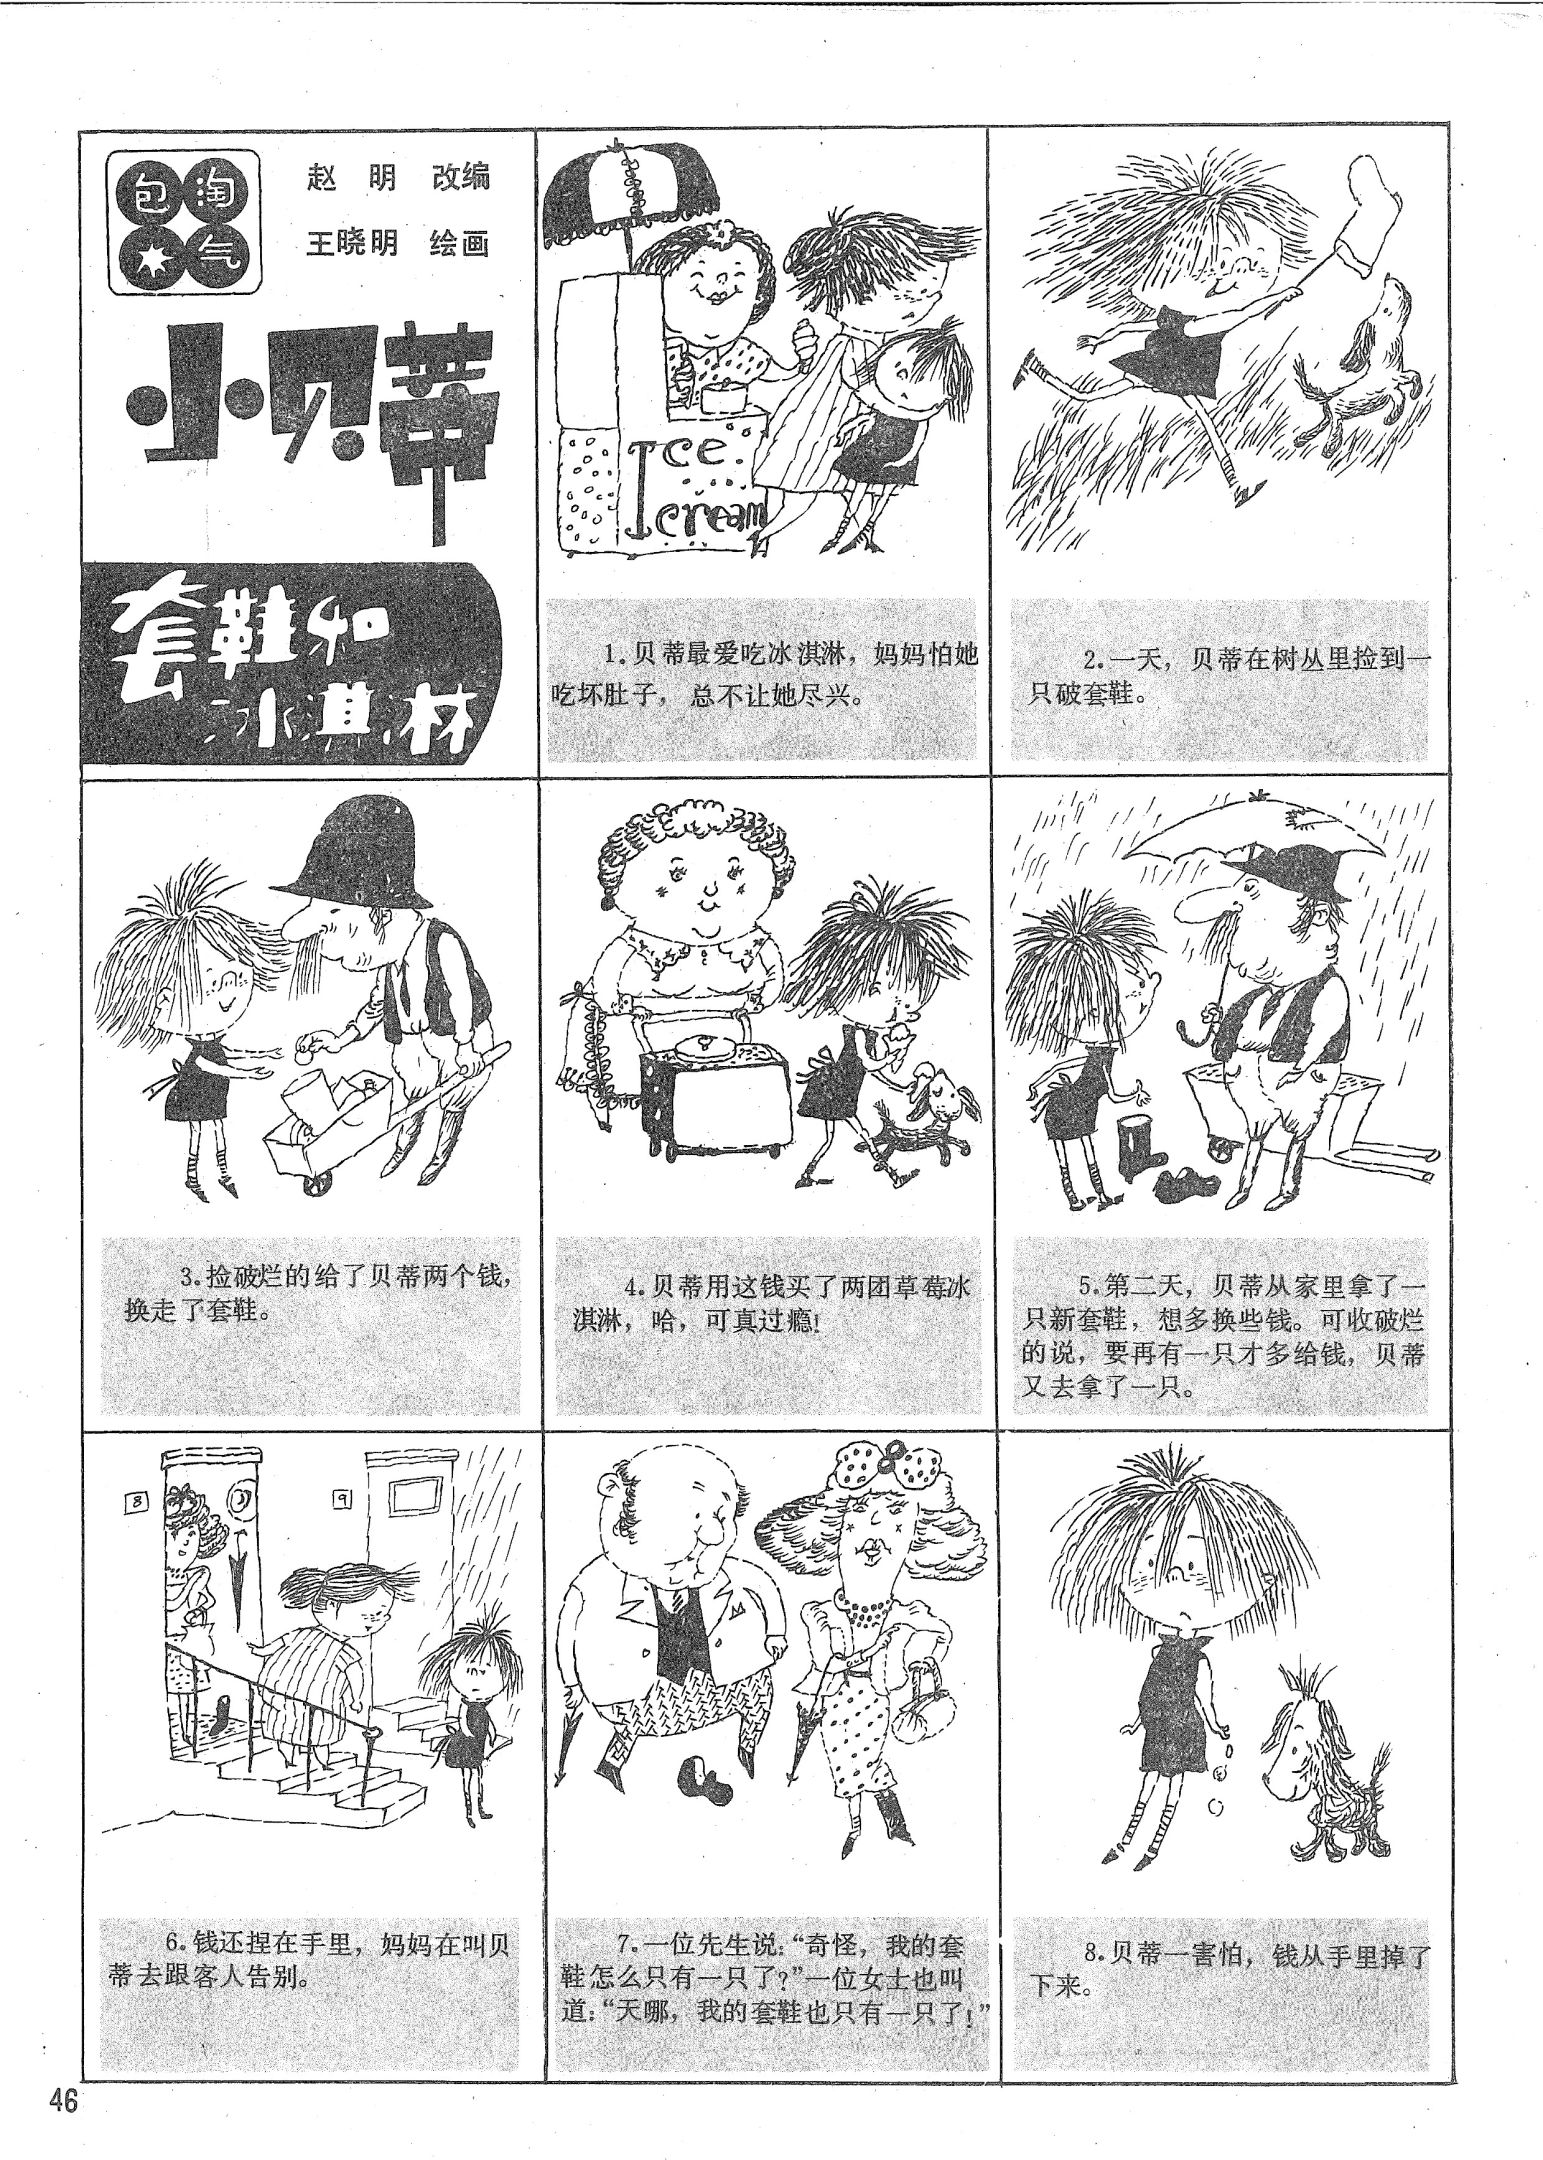 淘气包
赵 明 改编
王晓明 绘画
小贝蒂
套鞋和
冰淇淋
Ice
cream
1.贝蒂最爱吃冰淇淋，妈妈怕她
吃坏肚子，总不让她尽兴。
2.一天，贝蒂在树丛里捡到一
只破套鞋。
3.捡破烂的给了贝蒂两个钱，
换走了套鞋。
4.贝蒂用这钱买了两团草莓冰
淇淋，哈，可真过瘾！
5.第二天，贝蒂从家里拿了一
只新套鞋，想多换些钱。可收破烂
的说，要再有一只才多给钱，贝蒂
又去拿了一只。
8
9
6.钱还捏在手里，妈妈在叫贝
蒂去跟客人告别。
7.一位先生说：“奇怪，我的套
鞋怎么只有一只了？”一位女士也叫
道：“天哪，我的套鞋也只有一只了！”
8.贝蒂一害怕，钱从手里掉了
下来。
46